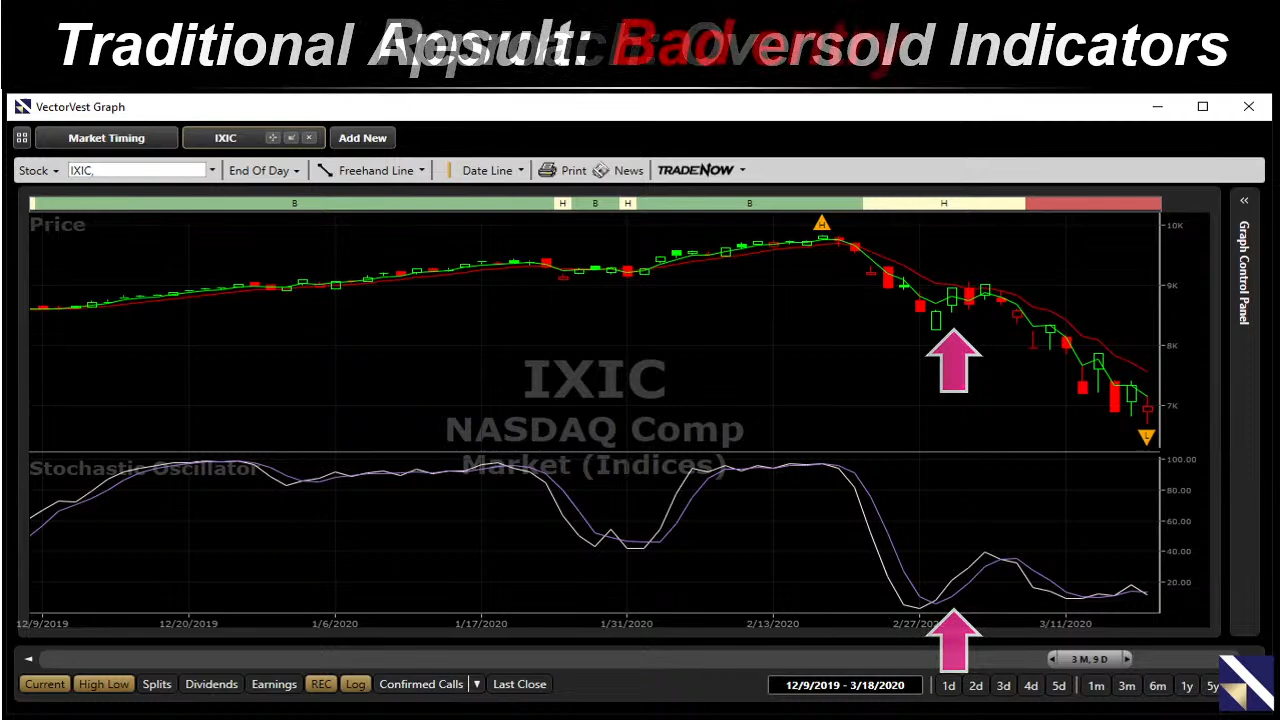 Traditional Approach: Oversold Indicators
Result: Bad entry
VectorVest Graph
Market Timing
IXIC
Add New
Stock
IXIC,
End Of Day
Freehand Line
Date Line
Print
News
TRADENOW
B H B H B H
Price
H
10K
9K
8K
7K
IXIC
NASDAQ Comp
Market (Indices)
L
Stochastic Oscillator
100.00
80.00
60.00
40.00
20.00
12/9/2019 12/20/2019 1/6/2020 1/17/2020 1/31/2020 2/13/2020 2/27/2020 3/11/2020
Graph Control Panel
3 M, 9 D
Current High Low Splits Dividends Earnings REC Log Confirmed Calls Last Close
12/9/2019 - 3/18/2020
1d 2d 3d 4d 5d 1m 3m 6m 1y 5y